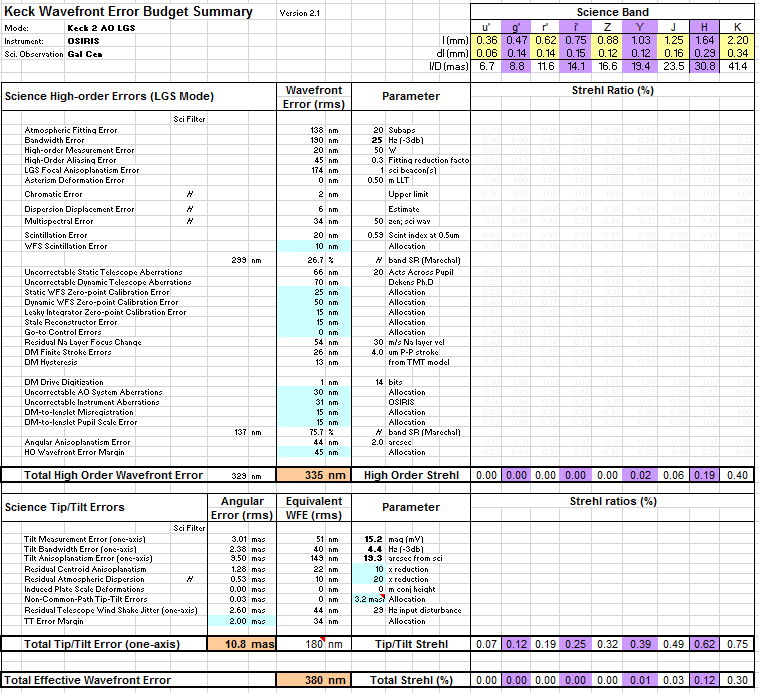 Keck Wavefront Error Budget Summary Version 2.1 Science Band
Mode: Keck 2 AO LGS u' g' r' i' Z Y J H K
Instrument: OSIRIS l (mm) 0.36 0.47 0.62 0.75 0.88 1.03 1.25 1.64 2.20
Sci. Observation: Gal Cen dl (mm) 0.06 0.14 0.14 0.15 0.12 0.12 0.16 0.29 0.34
l/D (mas) 6.7 8.8 11.6 14.1 16.6 19.4 23.5 30.8 41.4
Science High-order Errors (LGS Mode) Wavefront Error (rms) Parameter Strehl Ratio (%)
Sci Filter
Atmospheric Fitting Error 138 nm 20 Subaps
Bandwidth Error 190 nm 25 Hz (-3db)
High-order Measurement Error 20 nm 50 W
High-Order Aliasing Error 45 nm 0.3 Fitting reduction facto
LGS Focal Anisoplanatism Error 174 nm 1 sci beacon(s)
Asterism Deformation Error 0 nm 0.50 m LLT
Chromatic Error H 2 nm Upper limit
Dispersion Displacement Error H 6 nm Estimate
Multispectral Error H 34 nm 50 zen; sci wav
Scintillation Error 20 nm 0.59 Scint index at 0.5um
WFS Scintillation Error 10 nm Allocation
299 nm 26.7 % H band SR (Marechal)
Uncorrectable Static Telescope Aberrations 66 nm 20 Acts Across Pupil
Uncorrectable Dynamic Telescope Aberrations 70 nm Dekens Ph.D
Static WFS Zero-point Calibration Error 25 nm Allocation
Dynamic WFS Zero-point Calibration Error 50 nm Allocation
Leaky Integrator Zero-point Calibration Error 15 nm Allocation
Stale Reconstructor Error 15 nm Allocation
Go-to Control Errors 0 nm Allocation
Residual Na Layer Focus Change 54 nm 30 m/s Na layer vel
DM Finite Stroke Errors 26 nm 4.0 um P-P stroke
DM Hysteresis 13 nm from TMT model
DM Drive Digitization 1 nm 14 bits
Uncorrectable AO System Aberrations 30 nm Allocation
Uncorrectable Instrument Aberrations 31 nm OSIRIS
DM-to-lenslet Misregistration 15 nm Allocation
DM-to-lenslet Pupil Scale Error 15 nm Allocation
137 nm 75.7 % H band SR (Marechal)
Angular Anisoplanatism Error 44 nm 2.0 arcsec
HO Wavefront Error Margin 45 nm Allocation
Total High Order Wavefront Error 329 nm 335 nm High Order Strehl 0.00 0.00 0.00 0.00 0.00 0.02 0.06 0.19 0.40
Science Tip/Tilt Errors Angular Error (rms) Equivalent WFE (rms) Parameter Strehl ratios (%)
Sci Filter
Tilt Measurement Error (one-axis) 3.01 mas 51 nm 15.2 mag (mV)
Tilt Bandwidth Error (one-axis) 2.38 mas 40 nm 4.4 Hz (-3db)
Tilt Anisoplanatism Error (one-axis) 9.50 mas 149 nm 19.3 arcsec from sci
Residual Centroid Anisoplanatism 1.28 mas 22 nm 10 x reduction
Residual Atmospheric Dispersion H 0.53 mas 10 nm 20 x reduction
Induced Plate Scale Deformations 0.00 mas 0 nm 0 m conj height
Non-Common-Path Tip-Tilt Errors 0.03 mas 0 nm 3.2 mas Allocation
Residual Telescope Wind Shake Jitter (one-axis) 2.60 mas 44 nm 29 Hz input disturbance
TT Error Margin 2.00 mas 34 nm Allocation
Total Tip/Tilt Error (one-axis) 10.8 mas 180 nm Tip/Tilt Strehl 0.07 0.12 0.19 0.25 0.32 0.39 0.49 0.62 0.75
Total Effective Wavefront Error 380 nm Total Strehl (%) 0.00 0.00 0.00 0.00 0.00 0.01 0.03 0.12 0.30